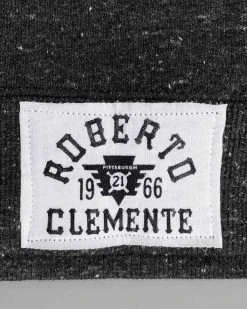 ROBERTO
PITTSBURGH
19 21 66
CLEMENTE